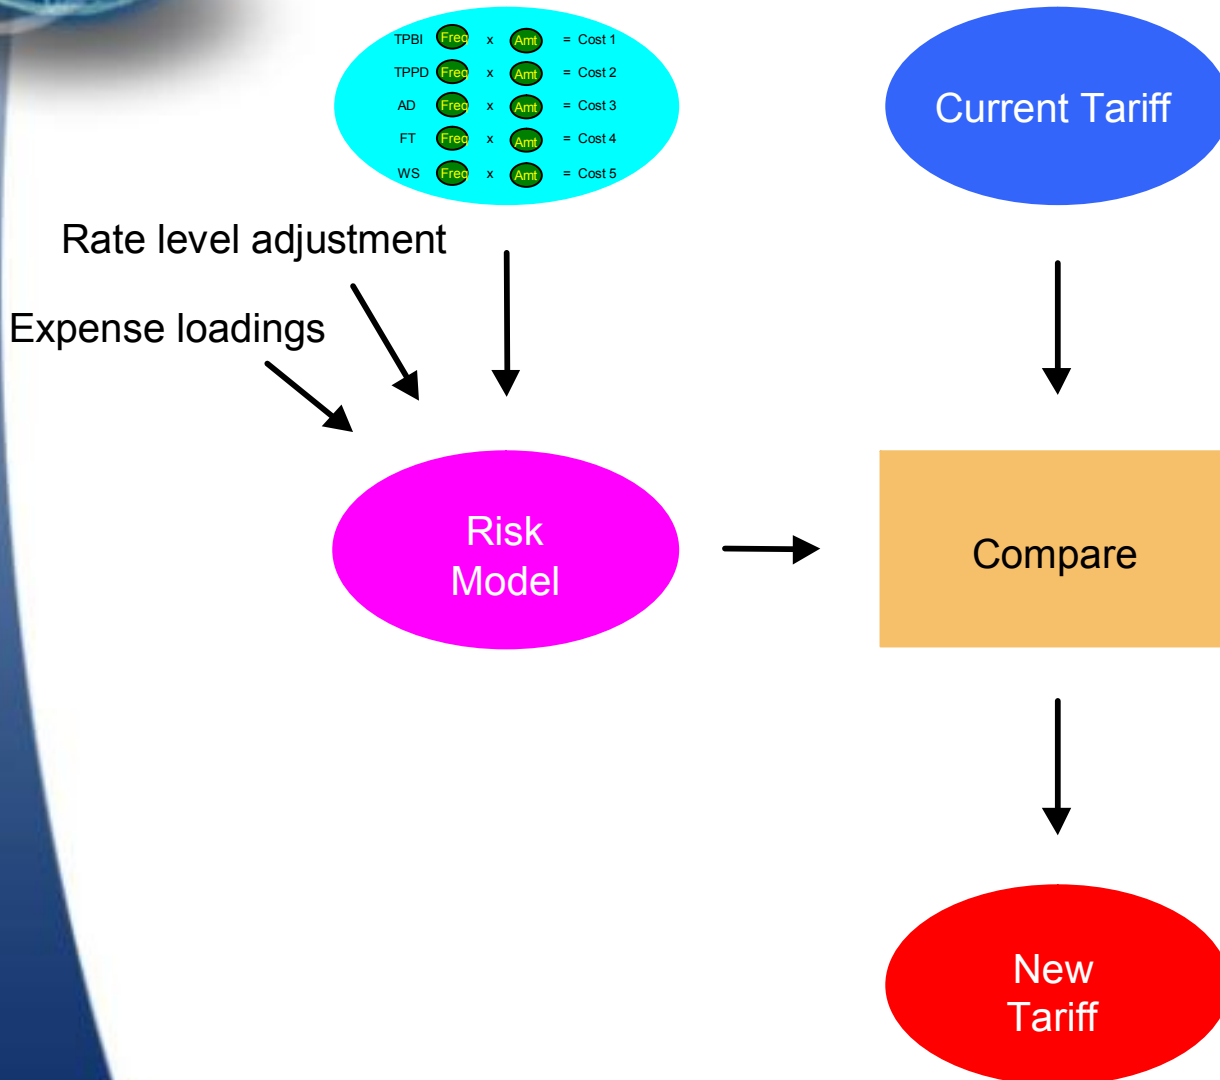 TPBI Freq x Amt = Cost 1
TPPD Freq x Amt = Cost 2
AD Freq x Amt = Cost 3
FT Freq x Amt = Cost 4
WS Freq x Amt = Cost 5
Current Tariff
Rate level adjustment
Expense loadings
Risk
Model
Compare
New
Tariff